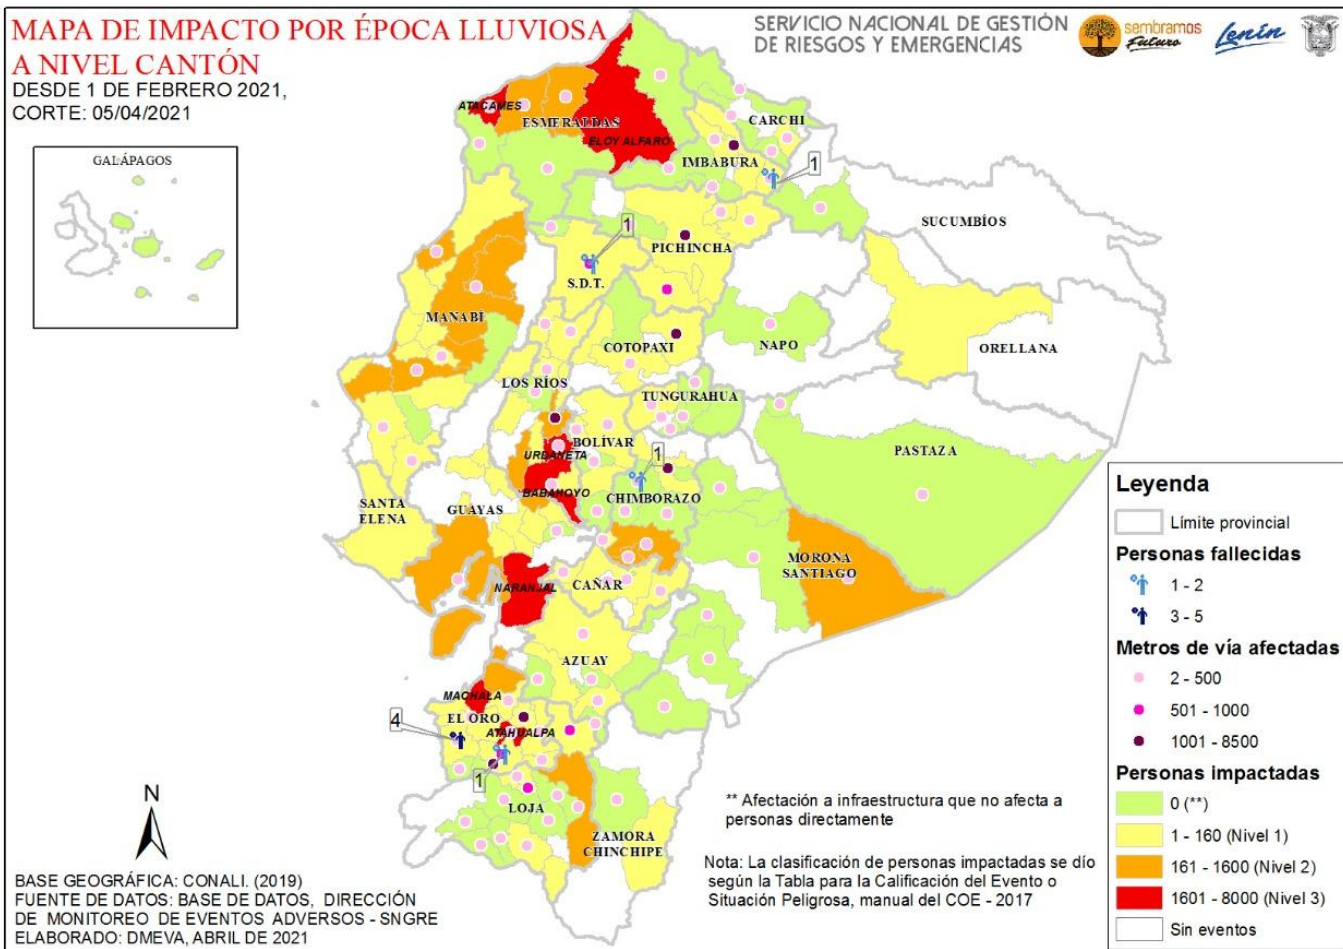 MAPA DE IMPACTO POR ÉPOCA LLUVIOSA
A NIVEL CANTÓN
DESDE 1 DE FEBRERO 2021,
CORTE: 05/04/2021
SERVICIO NACIONAL DE GESTIÓN
DE RIESGOS Y EMERGENCIAS
sembramos
Futuro
Lenín
GALÁPAGOS
ATACAMES
ESMERALDAS
ELOY ALFARO
CARCHI
IMBABURA
1
SUCUMBÍOS
1
PICHINCHA
S.D.T.
MANABÍ
COTOPAXI
NAPO
ORELLANA
LOS RÍOS
TUNGURAHUA
BOLÍVAR
PASTAZA
URDANETA
1
BABAHOYO
CHIMBORAZO
SANTA
ELENA
GUAYAS
MORONA
SANTIAGO
NARANJAL
CAÑAR
AZUAY
MACHALA
EL ORO
4
ATAHUALPA
1
LOJA
ZAMORA
CHINCHIPE
Leyenda
Límite provincial
Personas fallecidas
1 - 2
3 - 5
Metros de vía afectadas
2 - 500
501 - 1000
1001 - 8500
Personas impactadas
0 (**)
1 - 160 (Nivel 1)
161 - 1600 (Nivel 2)
1601 - 8000 (Nivel 3)
Sin eventos
** Afectación a infraestructura que no afecta a
personas directamente
Nota: La clasificación de personas impactadas se dío
según la Tabla para la Calificación del Evento o
Situación Peligrosa, manual del COE - 2017
N
BASE GEOGRÁFICA: CONALI. (2019)
FUENTE DE DATOS: BASE DE DATOS, DIRECCIÓN
DE MONITOREO DE EVENTOS ADVERSOS - SNGRE
ELABORADO: DMEVA, ABRIL DE 2021